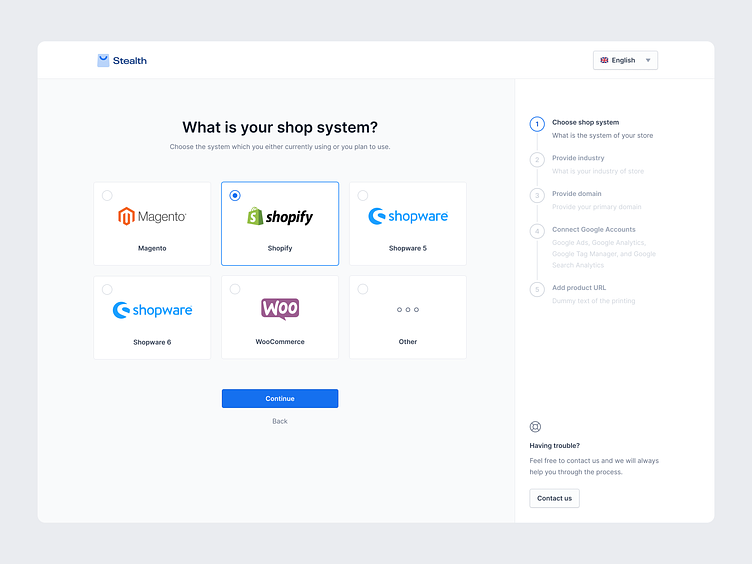 Stealth
English
What is your shop system?
Choose the system which you either currently using or you plan to use.
Magento
Magento
shopify
Shopify
shopware
Shopware 5
shopware
Shopware 6
WOO
WooCommerce
Other
Continue
Back
1
Choose shop system
What is the system of your store
2
Provide industry
What is your industry of store
3
Provide domain
Provide your primary domain
4
Connect Google Accounts
Google Ads, Google Analytics,
Google Tag Manager, and Google
Search Analytics
5
Add product URL
Dummy text of the printing
Having trouble?
Feel free to contact us and we will always
help you through the process.
Contact us